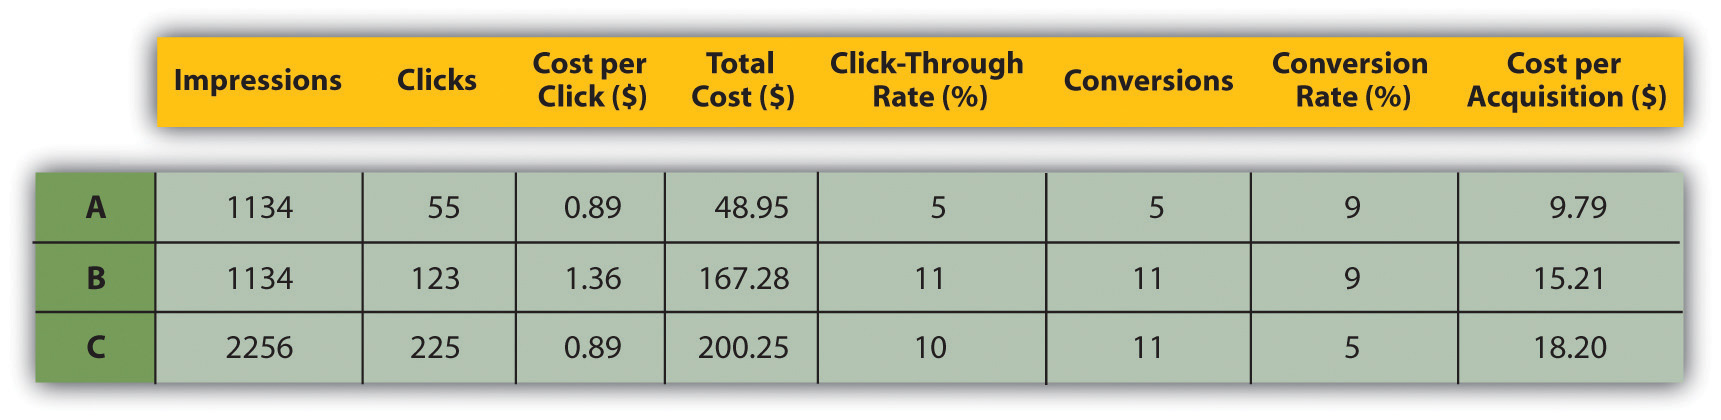 Impressions Clicks Cost per Click ($) Total Cost ($) Click-Through Rate (%) Conversions Conversion Rate (%) Cost per Acquisition ($)
A 1134 55 0.89 48.95 5 5 9 9.79
B 1134 123 1.36 167.28 11 11 9 15.21
C 2256 225 0.89 200.25 10 11 5 18.20